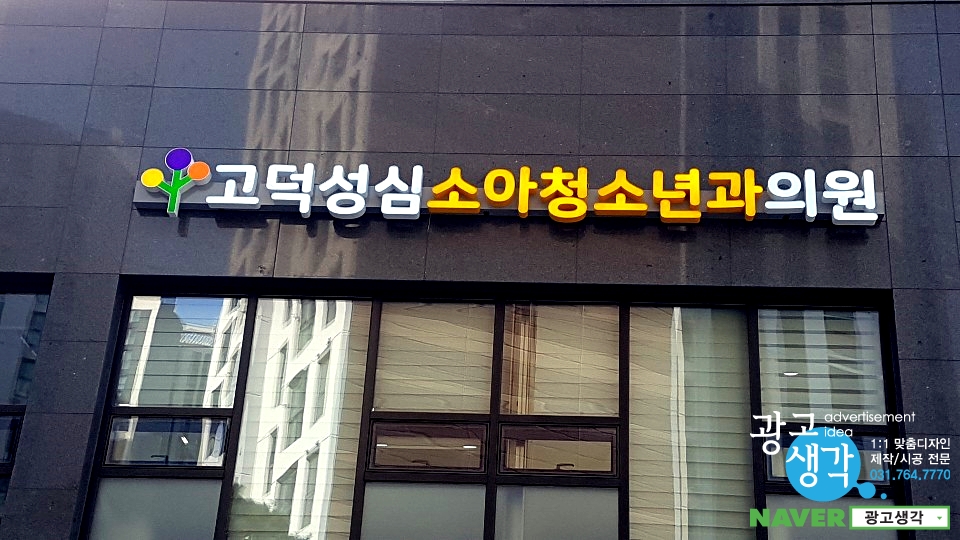 고덕성심소아청소년과의원
광고 advertisement
idea
생각
1:1 맞춤디자인
제작/시공 전문
031.764.7770
NAVER 광고생각